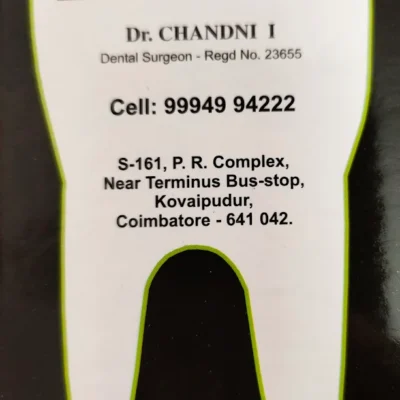 Dr. CHANDNI I
Dental Surgeon - Regd No. 23655
Cell: 99949 94222
S-161, P. R. Complex,
Near Terminus Bus-stop,
Kovaipudur,
Coimbatore - 641 042.